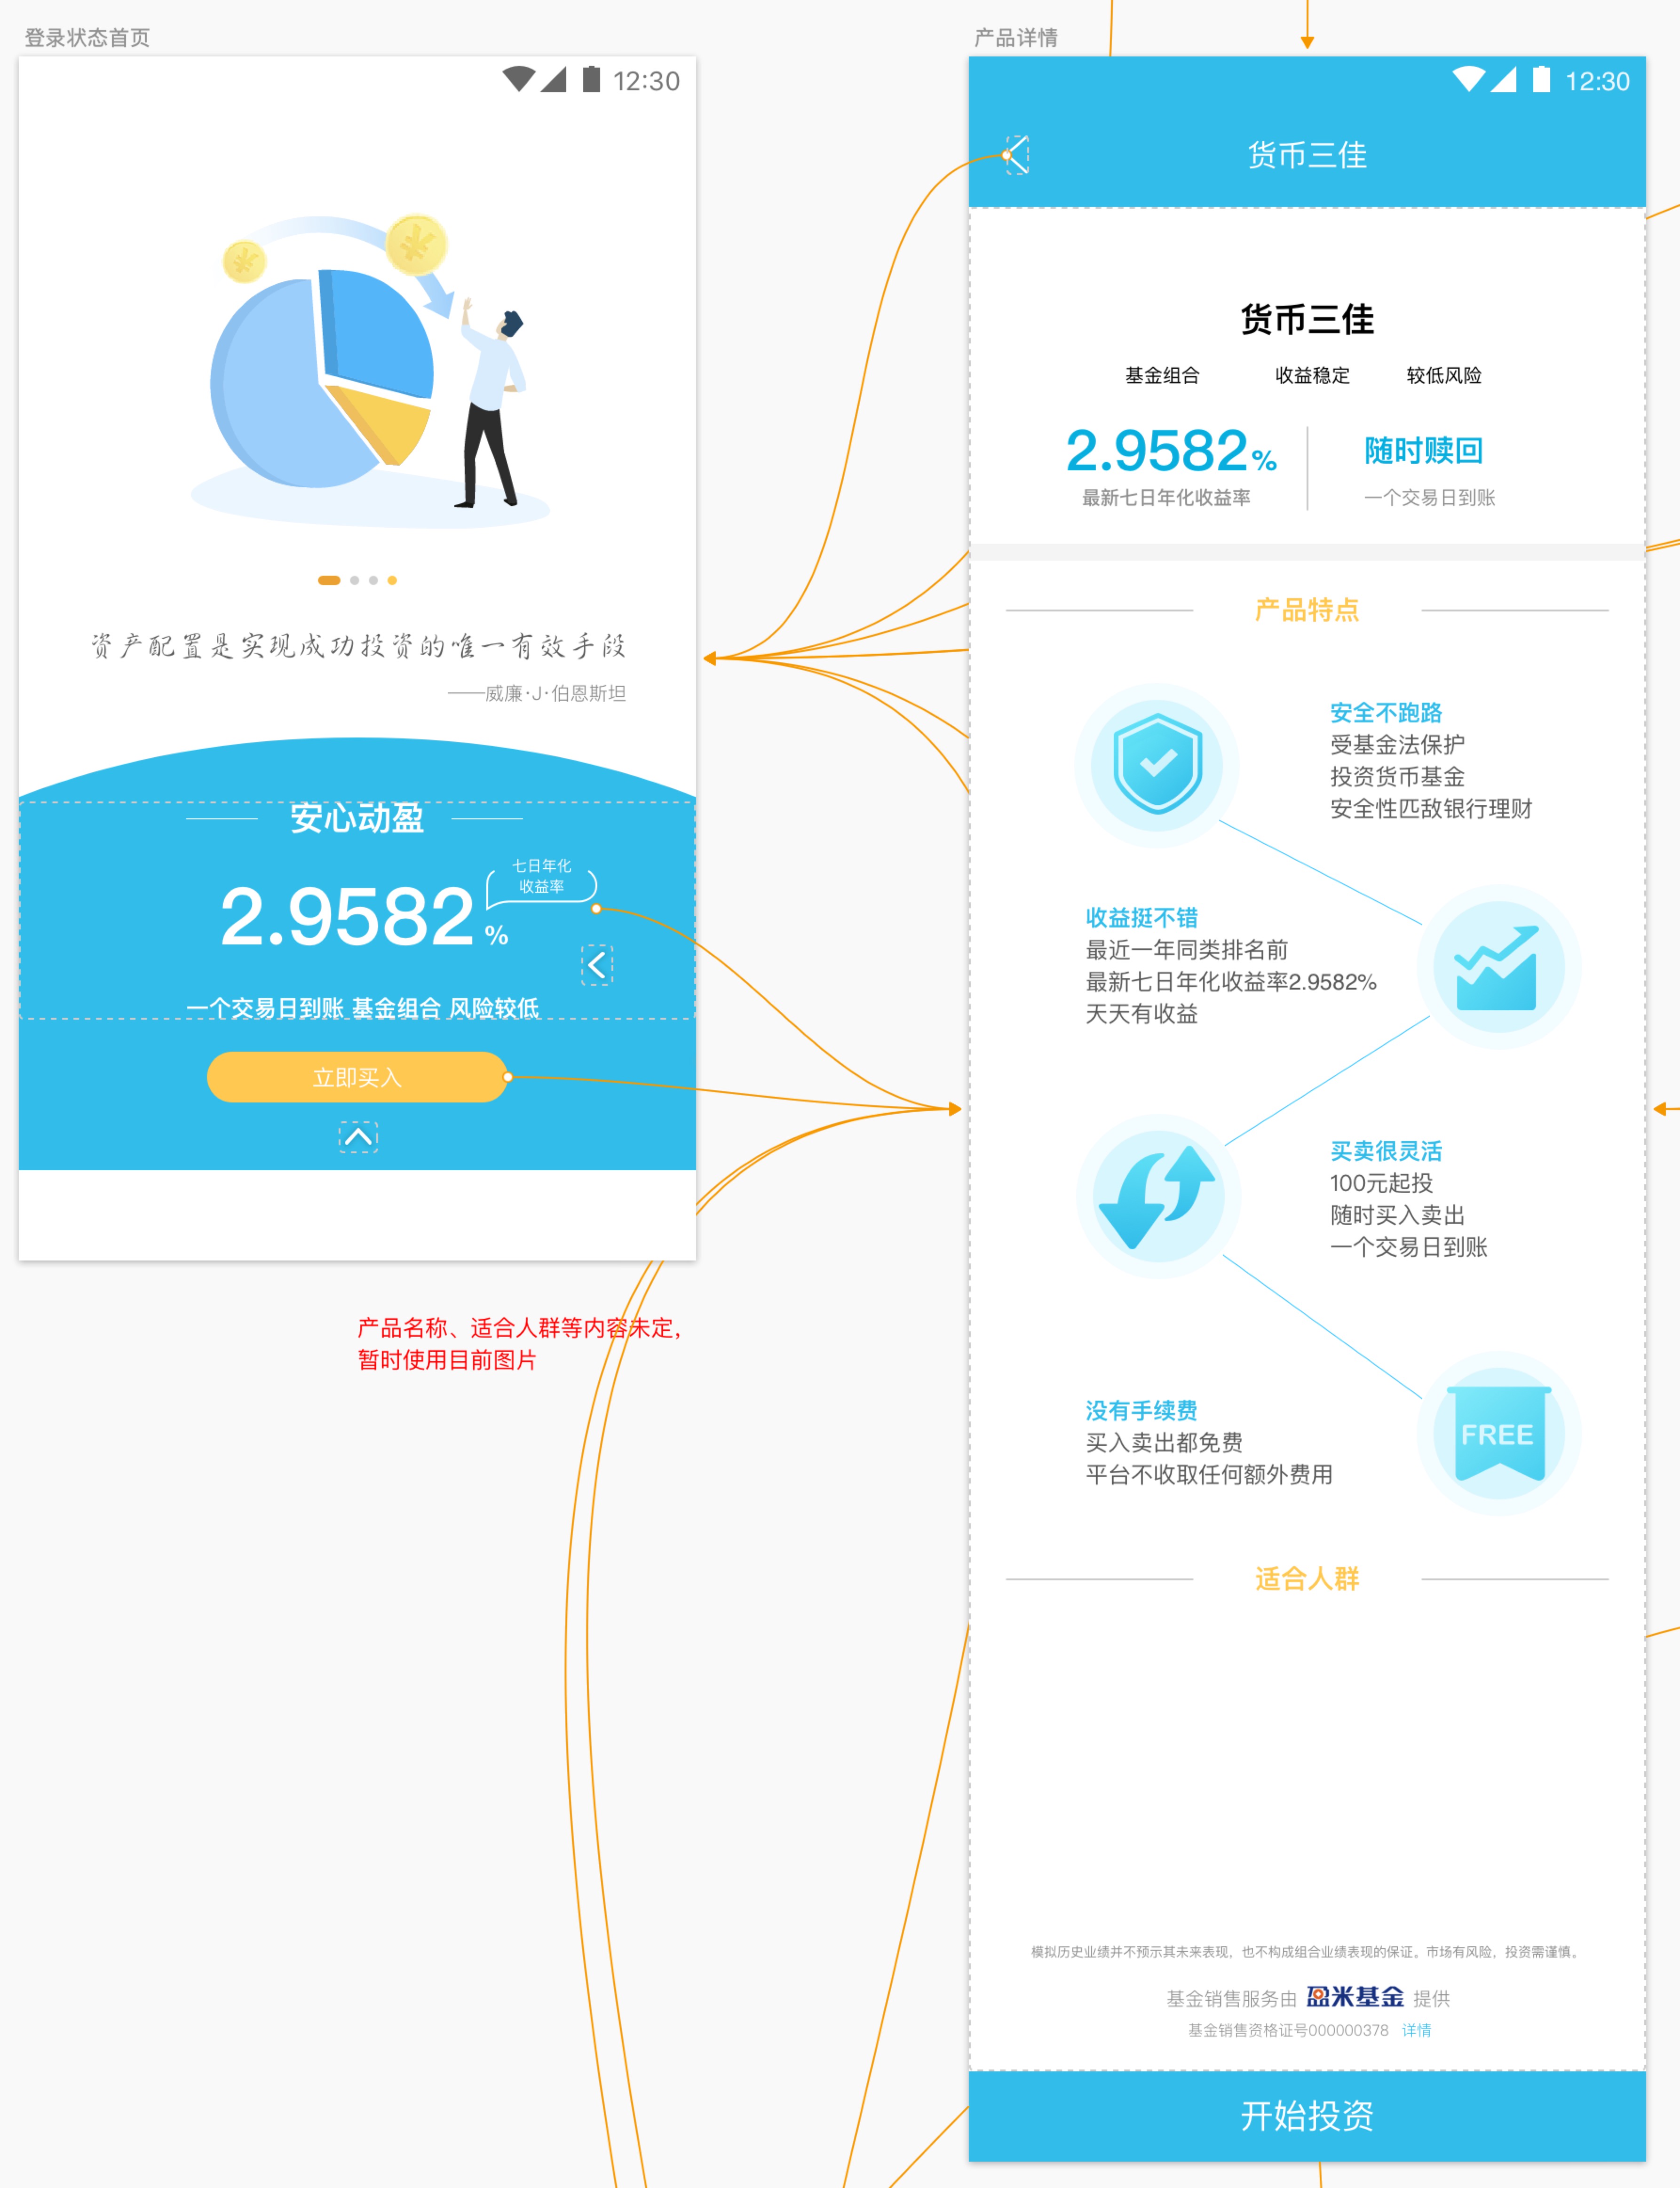 登录状态首页
12:30
资产配置是实现成功投资的唯一有效手段
——威廉·J·伯恩斯坦
安心动盈
七日年化
收益率
2.9582%
一个交易日到账 基金组合 风险较低
立即买入
产品名称、适合人群等内容未定，
暂时使用目前图片
产品详情
12:30
货币三佳
货币三佳
基金组合 收益稳定 较低风险
2.9582% 随时赎回
最新七日年化收益率 一个交易日到账
产品特点
安全不跑路
受基金法保护
投资货币基金
安全性匹敌银行理财
收益挺不错
最近一年同类排名前
最新七日年化收益率2.9582%
天天有收益
买卖很灵活
100元起投
随时买入卖出
一个交易日到账
没有手续费
买入卖出都免费
平台不收取任何额外费用
FREE
适合人群
模拟历史业绩并不预示其未来表现，也不构成组合业绩表现的保证。市场有风险，投资需谨慎。
基金销售服务由 盈米基金 提供
基金销售资格证号000000378 详情
开始投资